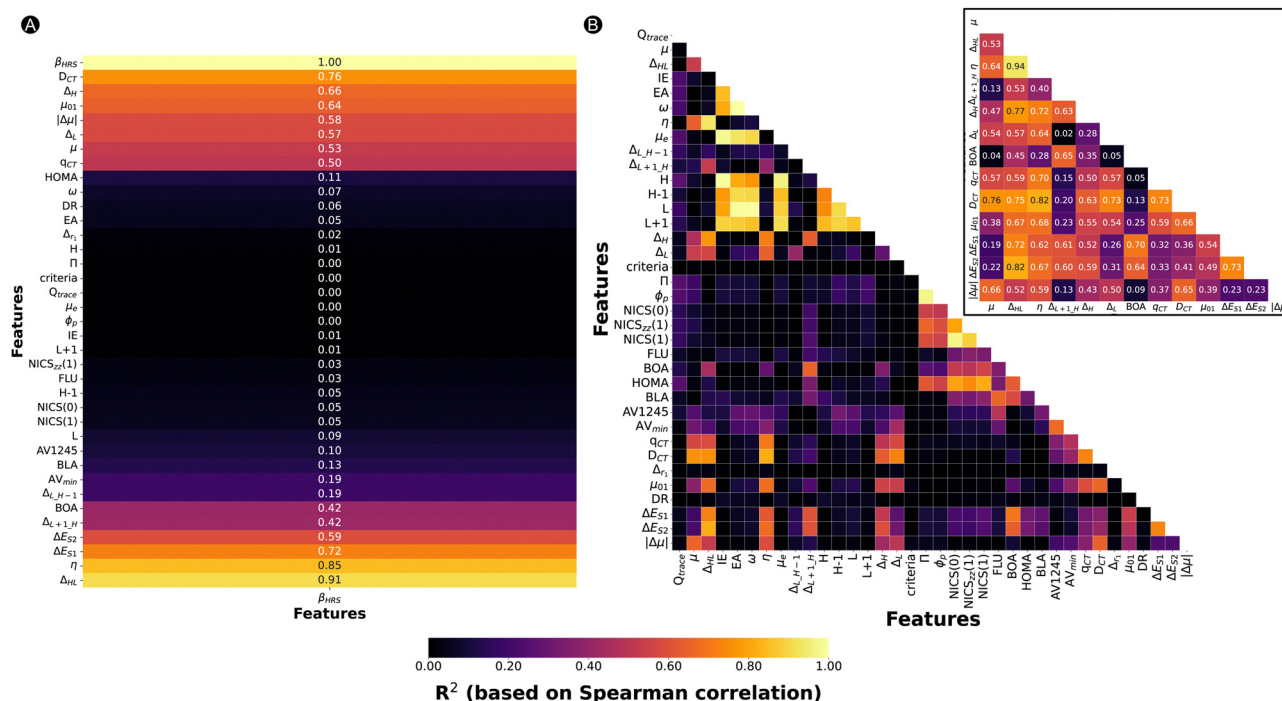 A
β_HRS 1.00
D_CT 0.76
Δ_H 0.66
μ_01 0.64
|Δμ| 0.58
Δ_L 0.57
μ 0.53
q_CT 0.50
HOMA 0.11
ω 0.07
DR 0.06
EA 0.05
Δ_r1 0.02
H 0.01
Π 0.00
criteria 0.00
Q_trace 0.00
μ_e 0.00
ϕ_p 0.00
IE 0.01
L+1 0.01
NICS_zz(1) 0.03
FLU 0.03
H-1 0.05
NICS(0) 0.05
NICS(1) 0.05
L 0.09
AV1245 0.10
BLA 0.13
AV_min 0.19
Δ_L_H−1 0.19
BOA 0.42
Δ_L+1_H 0.42
ΔE_S2 0.59
ΔE_S1 0.72
η 0.85
Δ_HL 0.91
β_HRS
Features
Features
B
Q_trace
μ
Δ_HL
IE
EA
ω
η
μ_e
Δ_L_H−1
Δ_L+1_H
H
H-1
L
L+1
Δ_H
Δ_L
criteria
Π
ϕ_p
NICS(0)
NICS_zz(1)
NICS(1)
FLU
BOA
HOMA
BLA
AV1245
AV_min
q_CT
D_CT
Δ_r1
μ_01
DR
ΔE_S1
ΔE_S2
|Δμ|
Features
Q_trace μ Δ_HL IE EA ω η μ_e Δ_L_H−1 Δ_L+1_H H H-1 L L+1 Δ_H Δ_L criteria Π ϕ_p NICS(0) NICS_zz(1) NICS(1) FLU BOA HOMA BLA AV1245 AV_min q_CT D_CT Δ_r1 μ_01 DR ΔE_S1 ΔE_S2 |Δμ|
Features
μ
Δ_HL 0.53
η 0.64 0.94
Δ_L+1_H 0.13 0.53 0.40
Δ_H 0.47 0.77 0.72 0.63
Δ_L 0.54 0.57 0.64 0.02 0.28
BOA 0.04 0.45 0.28 0.65 0.35 0.05
q_CT 0.57 0.59 0.70 0.15 0.50 0.57 0.05
D_CT 0.76 0.75 0.82 0.20 0.63 0.73 0.13 0.73
μ_01 0.38 0.67 0.68 0.23 0.55 0.54 0.25 0.59 0.66
ΔE_S1 0.19 0.72 0.62 0.61 0.52 0.26 0.70 0.32 0.36 0.54
ΔE_S2 0.22 0.82 0.67 0.60 0.59 0.31 0.64 0.33 0.41 0.49 0.73
|Δμ| 0.66 0.52 0.59 0.13 0.43 0.50 0.09 0.37 0.65 0.39 0.23 0.23
μ Δ_HL η Δ_L+1_H Δ_H Δ_L BOA q_CT D_CT μ_01 ΔE_S1 ΔE_S2 |Δμ
0.00 0.20 0.40 0.60 0.80 1.00
R² (based on Spearman correlation)